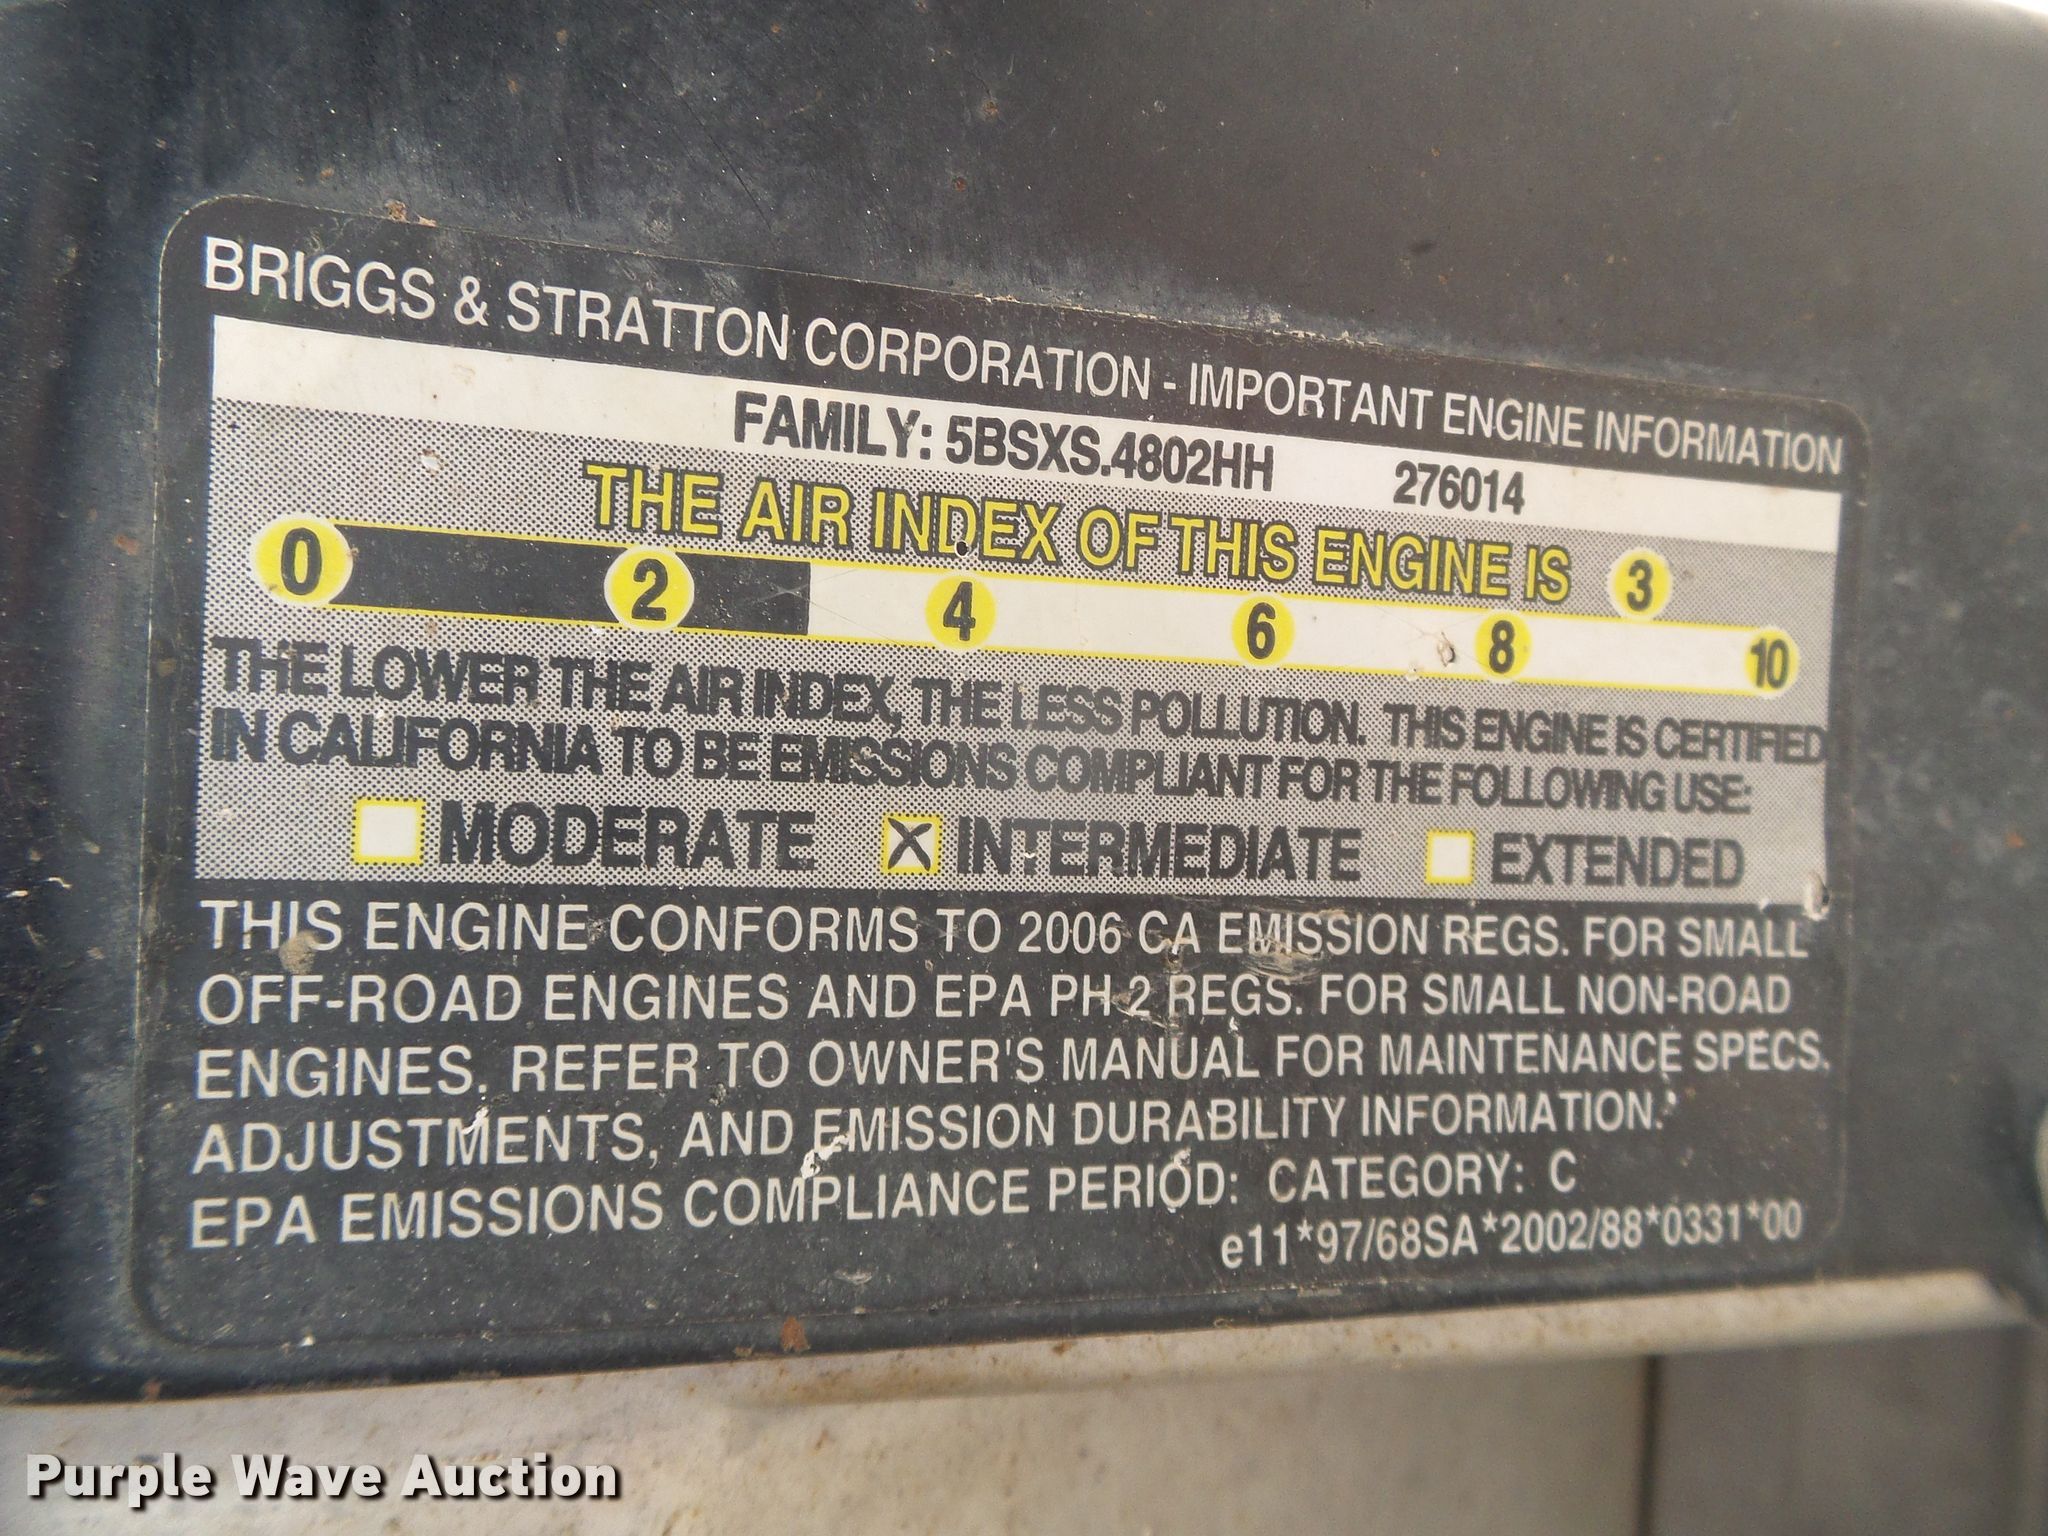 BRIGGS & STRATTON CORPORATION - IMPORTANT ENGINE INFORMATION
FAMILY: 5BSXS.4802HH 276014
THE AIR INDEX OF THIS ENGINE IS 3
0 2 4 6 8 10
THE LOWER THE AIR INDEX, THE LESS POLLUTION. THIS ENGINE IS CERTIFIED
IN CALIFORNIA TO BE EMISSIONS COMPLIANT FOR THE FOLLOWING USE:
MODERATE X INTERMEDIATE EXTENDED
THIS ENGINE CONFORMS TO 2006 CA EMISSION REGS. FOR SMALL
OFF-ROAD ENGINES AND EPA PH 2 REGS. FOR SMALL NON-ROAD
ENGINES. REFER TO OWNER'S MANUAL FOR MAINTENANCE SPECS,
ADJUSTMENTS, AND EMISSION DURABILITY INFORMATION.
EPA EMISSIONS COMPLIANCE PERIOD: CATEGORY: C
e11*97/68SA*2002/88*0331*00
Purple Wave Auction